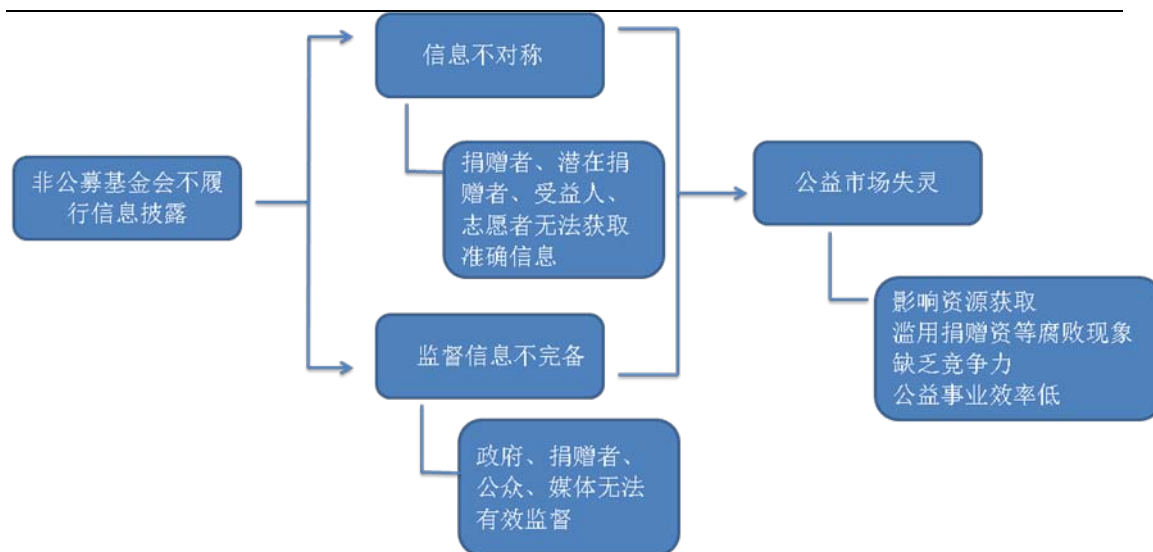 非公募基金会不履
行信息披露
信息不对称
捐赠者、潜在捐
赠者、受益人、
志愿者无法获取
准确信息
监督信息不完备
政府、捐赠者、
公众、媒体无法
有效监督
公益市场失灵
影响资源获取
滥用捐赠资等腐败现象
缺乏竞争力
公益事业效率低